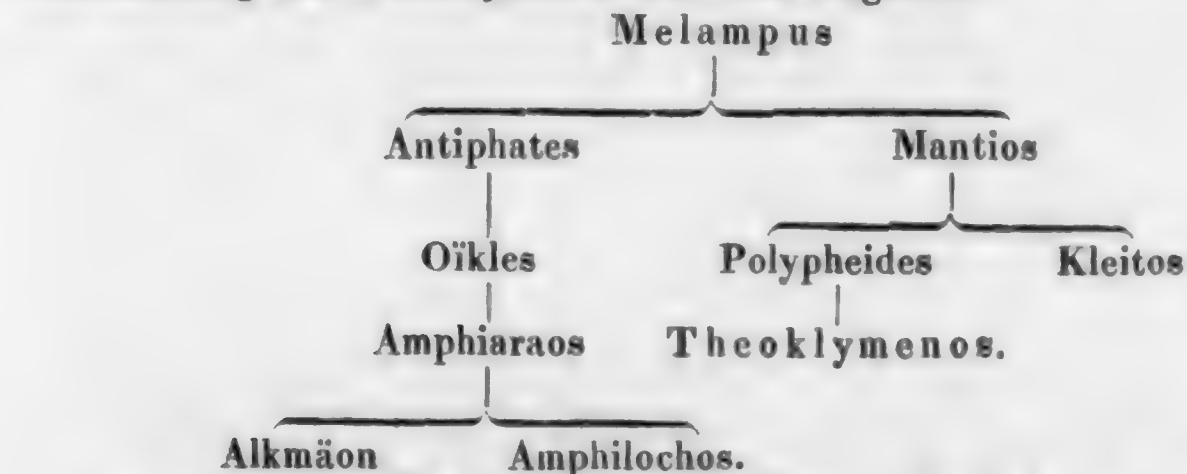 Melampus
Antiphates Mantios
Oïkles Polypheides Kleitos
Amphiaraos Theoklymenos.
Alkmäon Amphilochos.